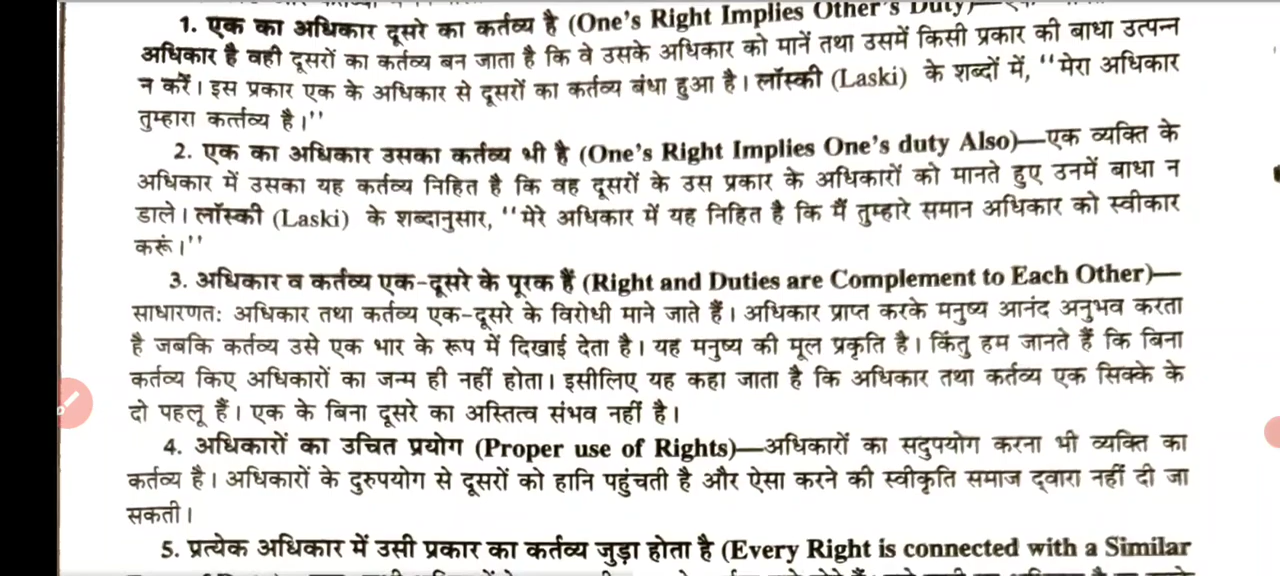 1. एक का अधिकार दूसरे का कर्तव्य है (One's Right Implies Other's Duty)—एक
अधिकार है वही दूसरों का कर्तव्य बन जाता है कि वे उसके अधिकार को मानें तथा उसमें किसी प्रकार की बाधा उत्पन्न
न करें। इस प्रकार एक के अधिकार से दूसरों का कर्तव्य बंधा हुआ है। लॉस्की (Laski) के शब्दों में, ''मेरा अधिकार
तुम्हारा कर्त्तव्य है।''
2. एक का अधिकार उसका कर्तव्य भी है (One's Right Implies One's duty Also)—एक व्यक्ति के
अधिकार में उसका यह कर्तव्य निहित है कि वह दूसरों के उस प्रकार के अधिकारों को मानते हुए उनमें बाधा न
डाले। लॉस्की (Laski) के शब्दानुसार, ''मेरे अधिकार में यह निहित है कि मैं तुम्हारे समान अधिकार को स्वीकार
करूं।''
3. अधिकार व कर्तव्य एक-दूसरे के पूरक हैं (Right and Duties are Complement to Each Other)—
साधारणतः अधिकार तथा कर्तव्य एक-दूसरे के विरोधी माने जाते हैं। अधिकार प्राप्त करके मनुष्य आनंद अनुभव करता
है जबकि कर्तव्य उसे एक भार के रूप में दिखाई देता है। यह मनुष्य की मूल प्रकृति है। किंतु हम जानते हैं कि बिना
कर्तव्य किए अधिकारों का जन्म ही नहीं होता। इसीलिए यह कहा जाता है कि अधिकार तथा कर्तव्य एक सिक्के के
दो पहलू हैं। एक के बिना दूसरे का अस्तित्व संभव नहीं है।
4. अधिकारों का उचित प्रयोग (Proper use of Rights)—अधिकारों का सदुपयोग करना भी व्यक्ति का
कर्तव्य है। अधिकारों के दुरुपयोग से दूसरों को हानि पहुंचती है और ऐसा करने की स्वीकृति समाज द्वारा नहीं दी जा
सकती।
5. प्रत्येक अधिकार में उसी प्रकार का कर्तव्य जुड़ा होता है (Every Right is connected with a Similar